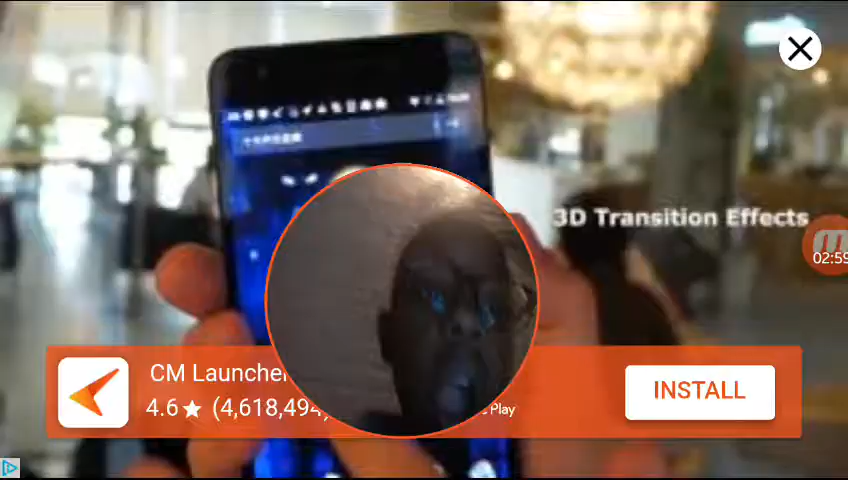 3D Transition Effects
02:59
CM Launcher
4.6★ (4,618,494)
Play
INSTALL